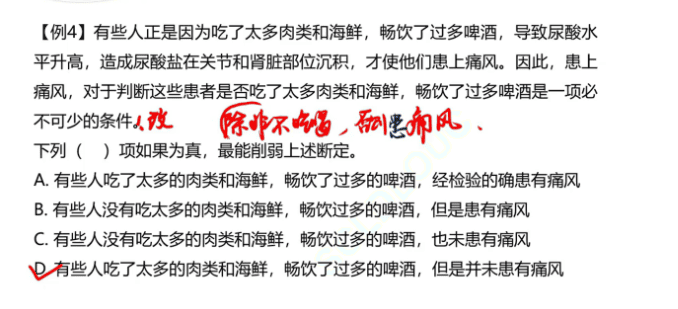 【例4】有些人正是因为吃了太多肉类和海鲜，畅饮了过多啤酒，导致尿酸水
平升高，造成尿酸盐在关节和肾脏部位沉积，才使他们患上痛风。因此，患上
痛风，对于判断这些患者是否吃了太多肉类和海鲜，畅饮了过多啤酒是一项必
不可少的条件。
除非不吃喝，否则患痛风、
下列（ ）项如果为真，最能削弱上述断定。
A. 有些人吃了太多的肉类和海鲜，畅饮了过多的啤酒，经检验的确患有痛风
B. 有些人没有吃太多的肉类和海鲜，畅饮过多的啤酒，但是患有痛风
C. 有些人没有吃太多的肉类和海鲜，畅饮过多的啤酒，也未患有痛风
D. 有些人吃了太多的肉类和海鲜，畅饮了过多的啤酒，但是并未患有痛风